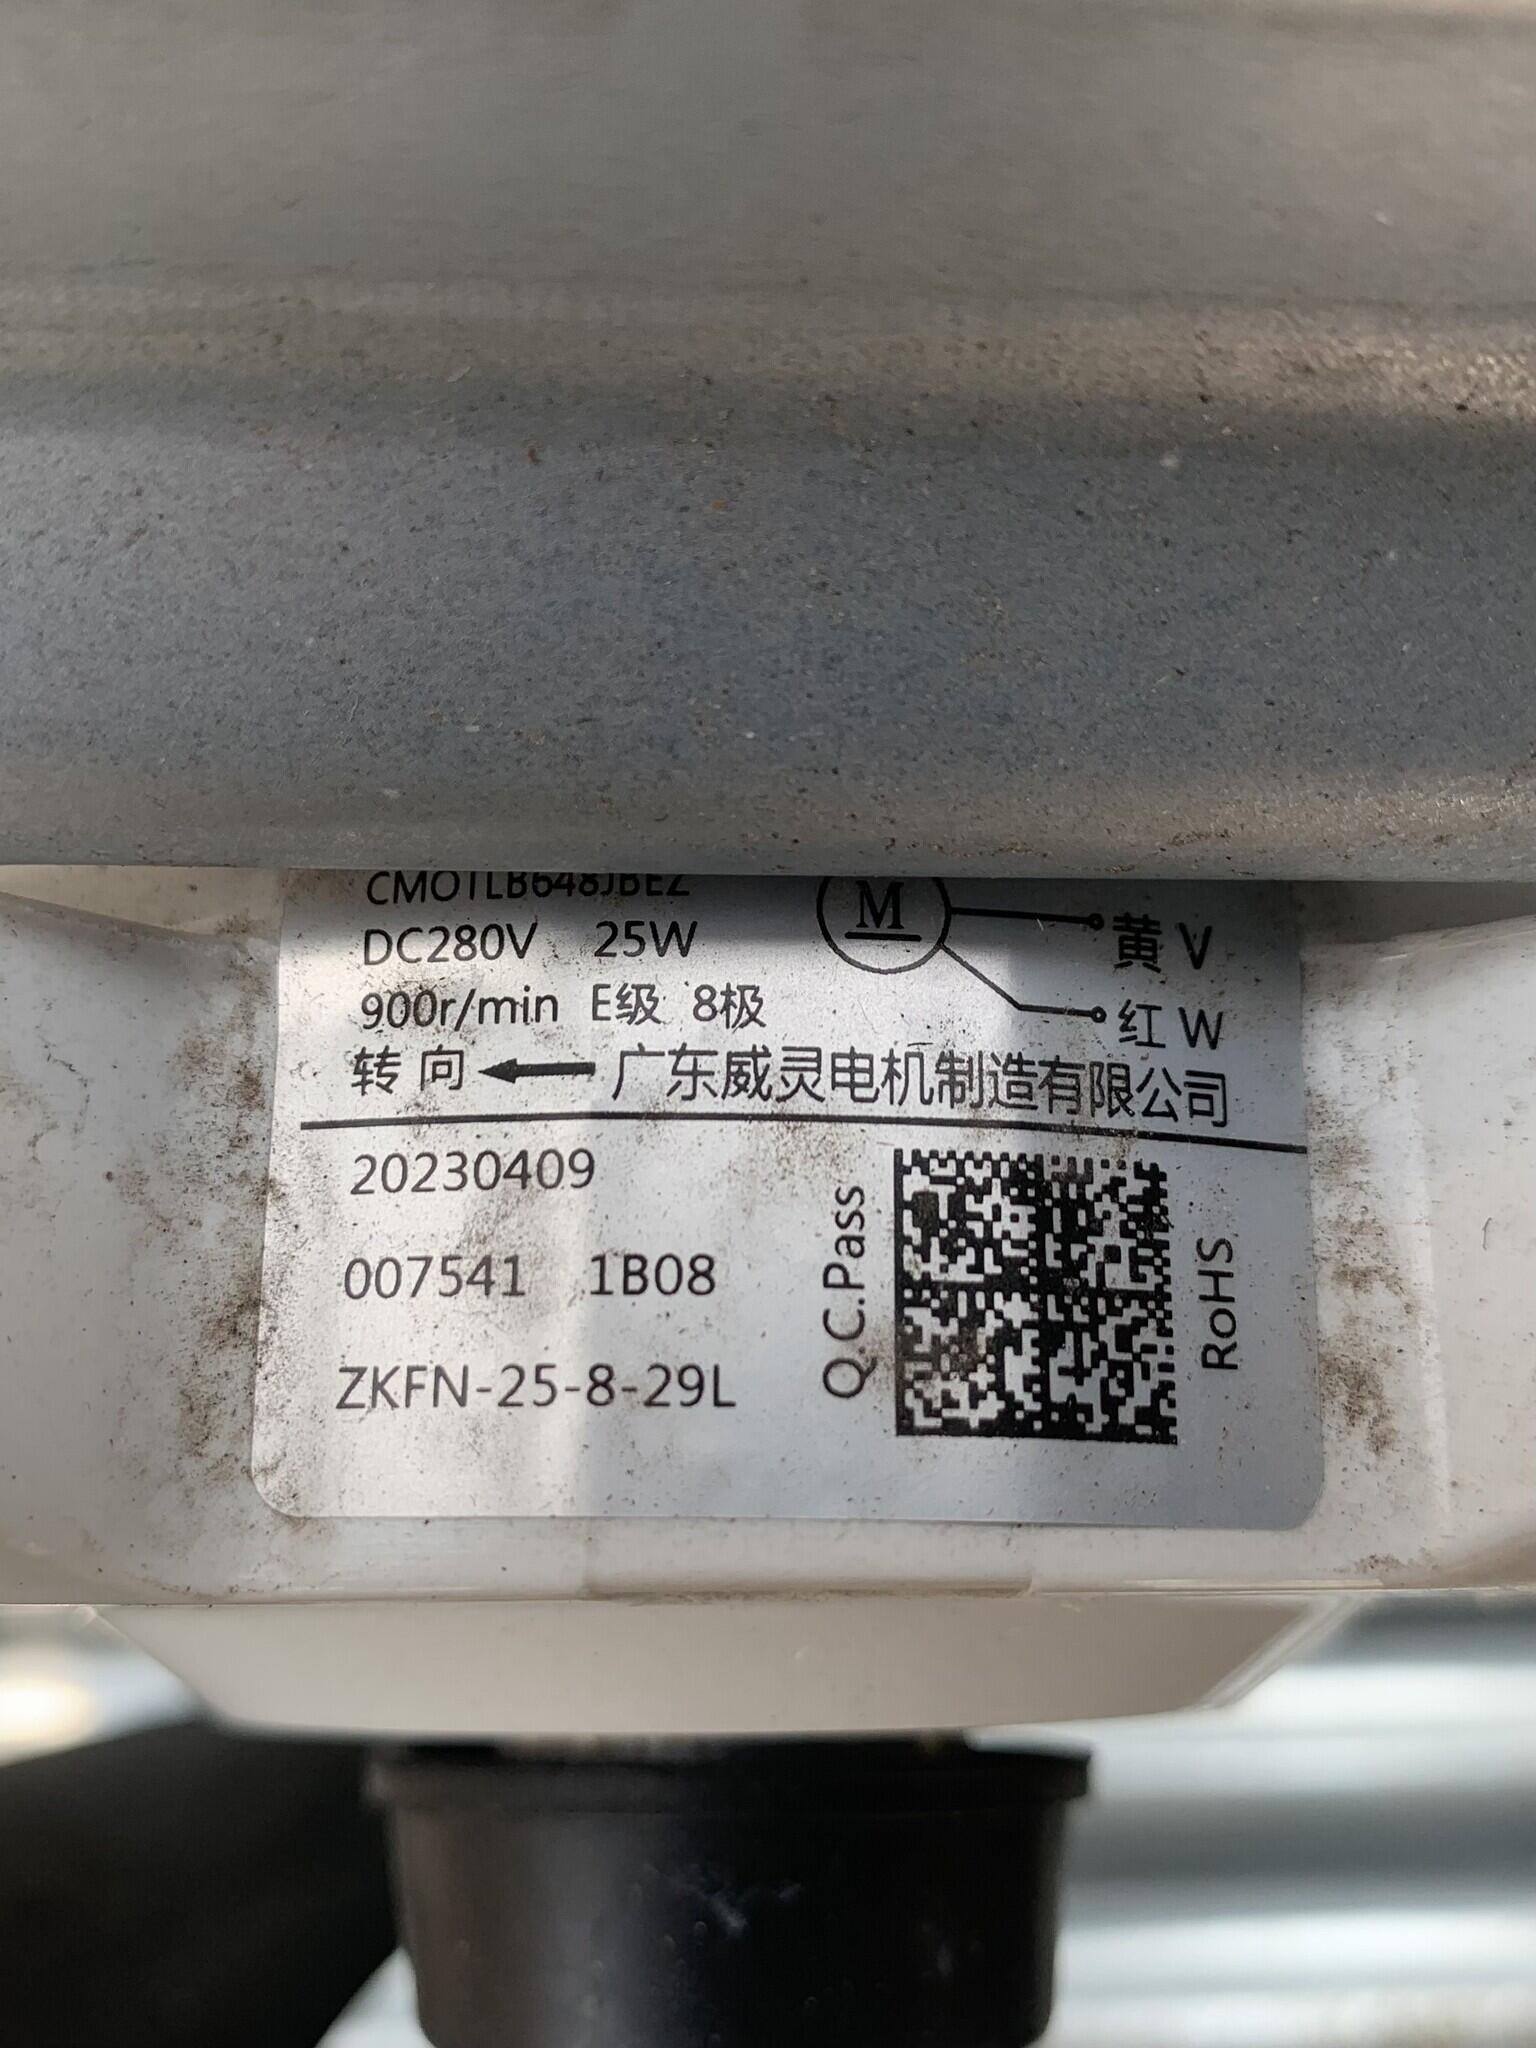 CMOTLB648JBEZ
M
黄 V
DC280V 25W
红 W
900r/min E级 8极
转 向 广东威灵电机制造有限公司
20230409
007541 1B08
ZKFN-25-8-29L
Q.C.Pass
RoHS